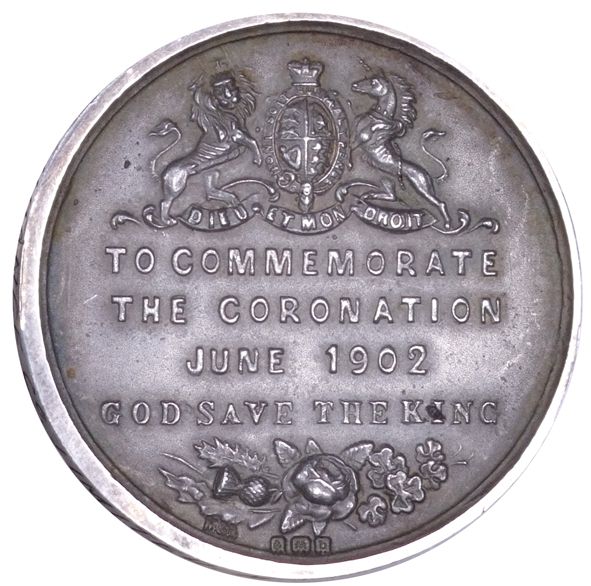 DIEU ET MON DROIT
TO COMMEMORATE
THE CORONATION
JUNE 1902
GOD SAVE THE KING